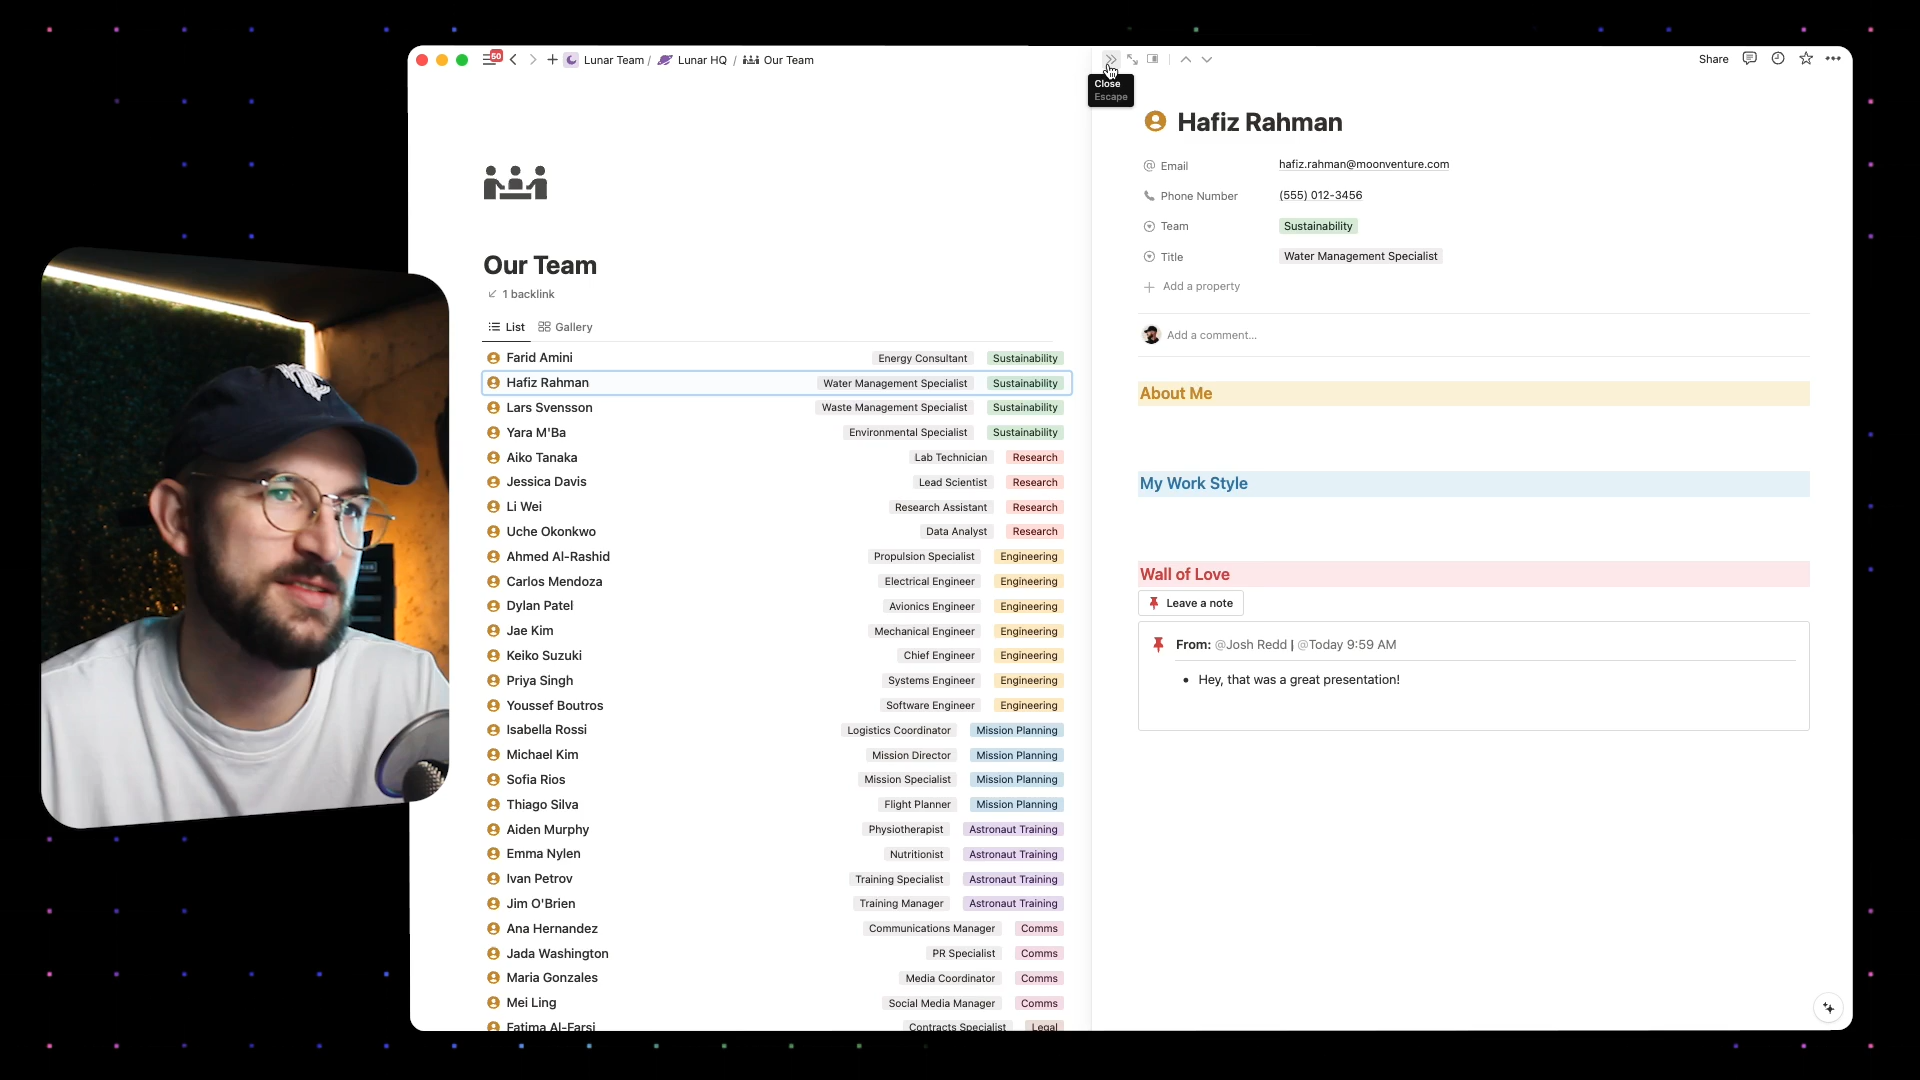 50
Lunar Team / Lunar HQ / Our Team
Share
Close
Escape
Our Team
1 backlink
List Gallery
Farid Amini Energy Consultant Sustainability
Hafiz Rahman Water Management Specialist Sustainability
Lars Svensson Waste Management Specialist Sustainability
Yara M'Ba Environmental Specialist Sustainability
Aiko Tanaka Lab Technician Research
Jessica Davis Lead Scientist Research
Li Wei Research Assistant Research
Uche Okonkwo Data Analyst Research
Ahmed Al-Rashid Propulsion Specialist Engineering
Carlos Mendoza Electrical Engineer Engineering
Dylan Patel Avionics Engineer Engineering
Jae Kim Mechanical Engineer Engineering
Keiko Suzuki Chief Engineer Engineering
Priya Singh Systems Engineer Engineering
Youssef Boutros Software Engineer Engineering
Isabella Rossi Logistics Coordinator Mission Planning
Michael Kim Mission Director Mission Planning
Sofia Rios Mission Specialist Mission Planning
Thiago Silva Flight Planner Mission Planning
Aiden Murphy Physiotherapist Astronaut Training
Emma Nylen Nutritionist Astronaut Training
Ivan Petrov Training Specialist Astronaut Training
Jim O'Brien Training Manager Astronaut Training
Ana Hernandez Communications Manager Comms
Jada Washington PR Specialist Comms
Maria Gonzales Media Coordinator Comms
Mei Ling Social Media Manager Comms
Fatima Al-Farsi Contracts Specialist Legal
Hafiz Rahman
Email hafiz.rahman@moonventure.com
Phone Number (555) 012-3456
Team Sustainability
Title Water Management Specialist
Add a property
Add a comment...
About Me
My Work Style
Wall of Love
Leave a note
From: @Josh Redd | @Today 9:59 AM
• Hey, that was a great presentation!